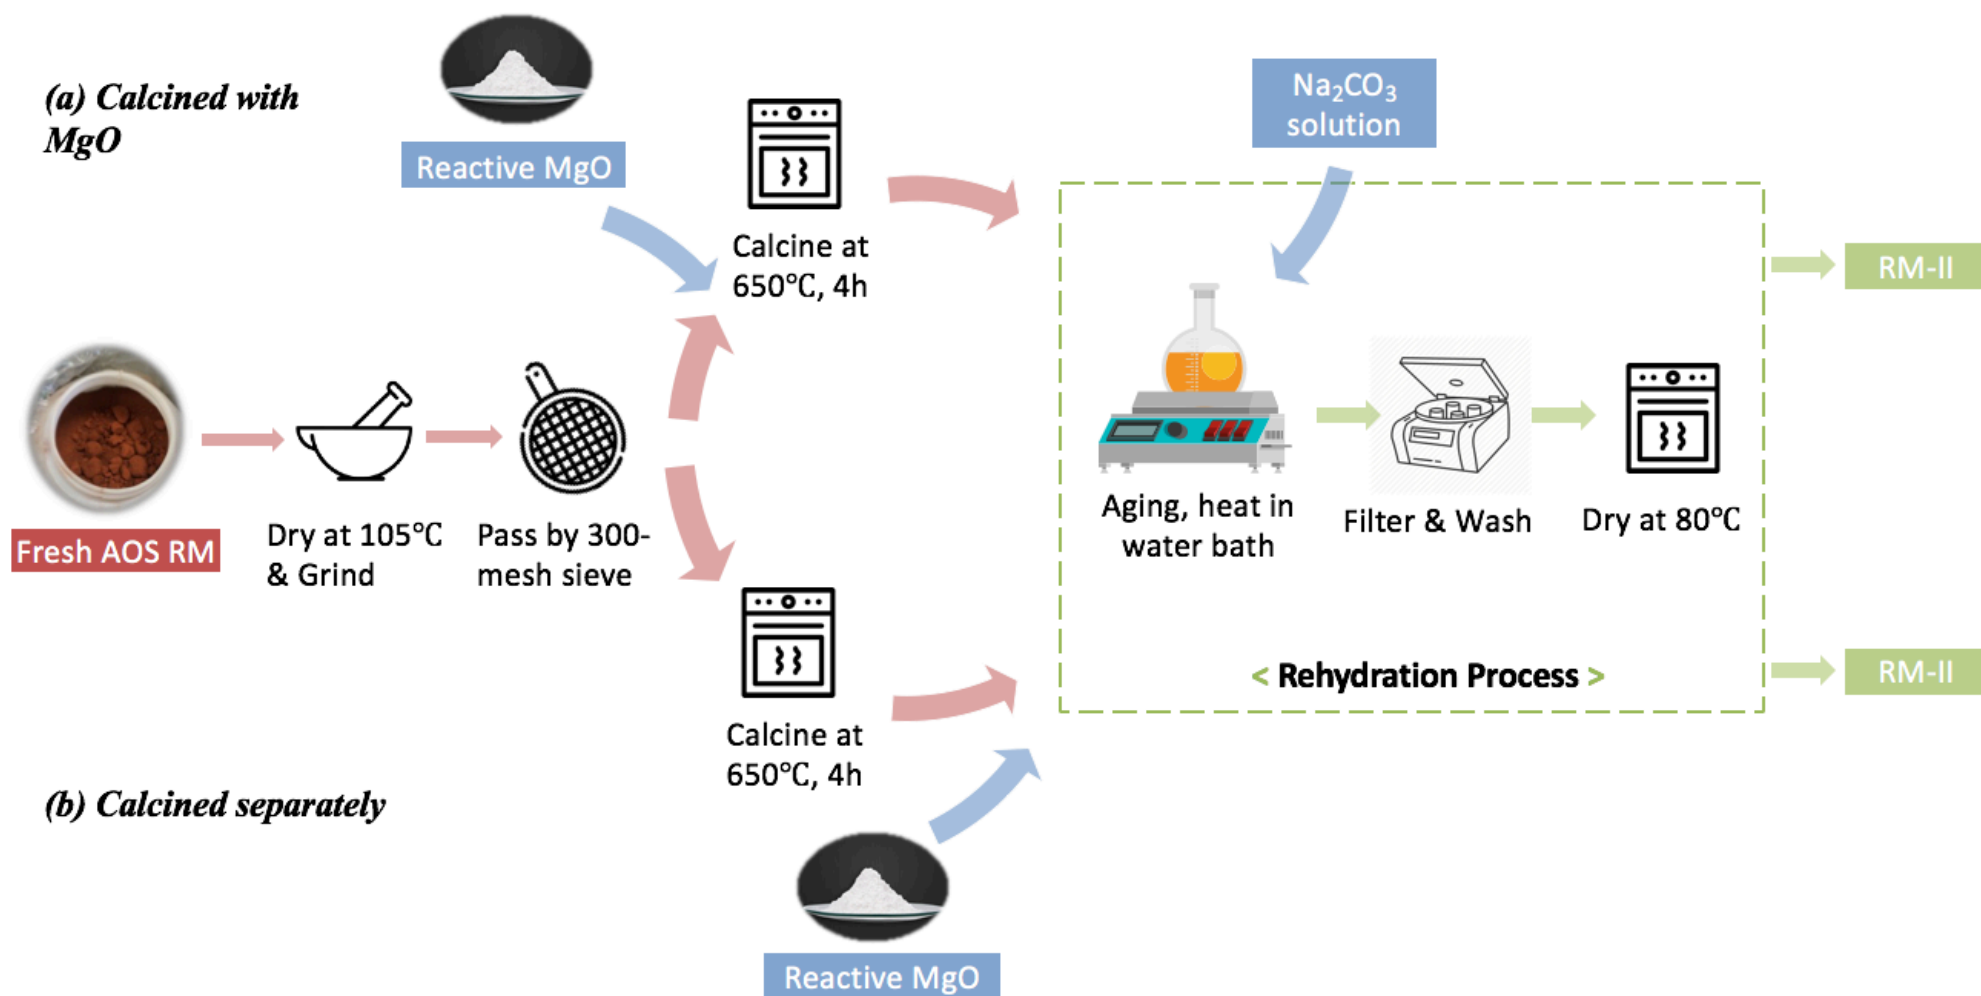 (a) Calcined with
MgO
Reactive MgO
Calcine at
650℃, 4h
Na₂CO₃
solution
RM-II
Fresh AOS RM
Dry at 105℃
& Grind
Pass by 300-
mesh sieve
Aging, heat in
water bath
Filter & Wash
Dry at 80℃
< Rehydration Process >
RM-II
Calcine at
650℃, 4h
(b) Calcined separately
Reactive MgO